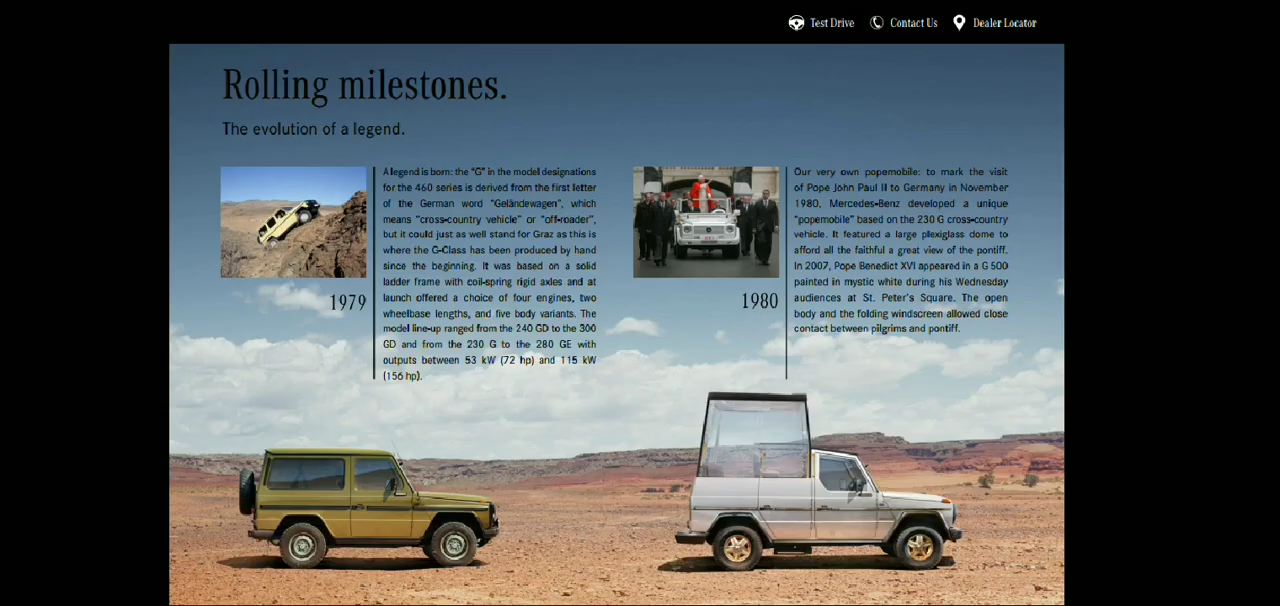 Test Drive
Contact Us
Dealer Locator
Rolling milestones.
The evolution of a legend.
A legend is born: the "G" in the model designations
for the 460 series is derived from the first letter
of the German word "Geländewagen", which
means "cross-country vehicle" or "off-roader",
but it could just as well stand for Graz as this is
where the G-Class has been produced by hand
since the beginning. It was based on a solid
ladder frame with coil-spring rigid axles and at
launch offered a choice of four engines, two
wheelbase lengths, and five body variants. The
model line-up ranged from the 240 GD to the 300
GD and from the 230 G to the 280 GE with
outputs between 53 kW (72 hp) and 115 kW
(156 hp).
1979
Our very own popemobile: to mark the visit
of Pope John Paul II to Germany in November
1980, Mercedes-Benz developed a unique
"popemobile" based on the 230 G cross-country
vehicle. It featured a large plexiglass dome to
afford all the faithful a great view of the pontiff.
In 2007, Pope Benedict XVI appeared in a G 500
painted in mystic white during his Wednesday
audiences at St. Peter's Square. The open
body and the folding windscreen allowed close
contact between pilgrims and pontiff.
1980